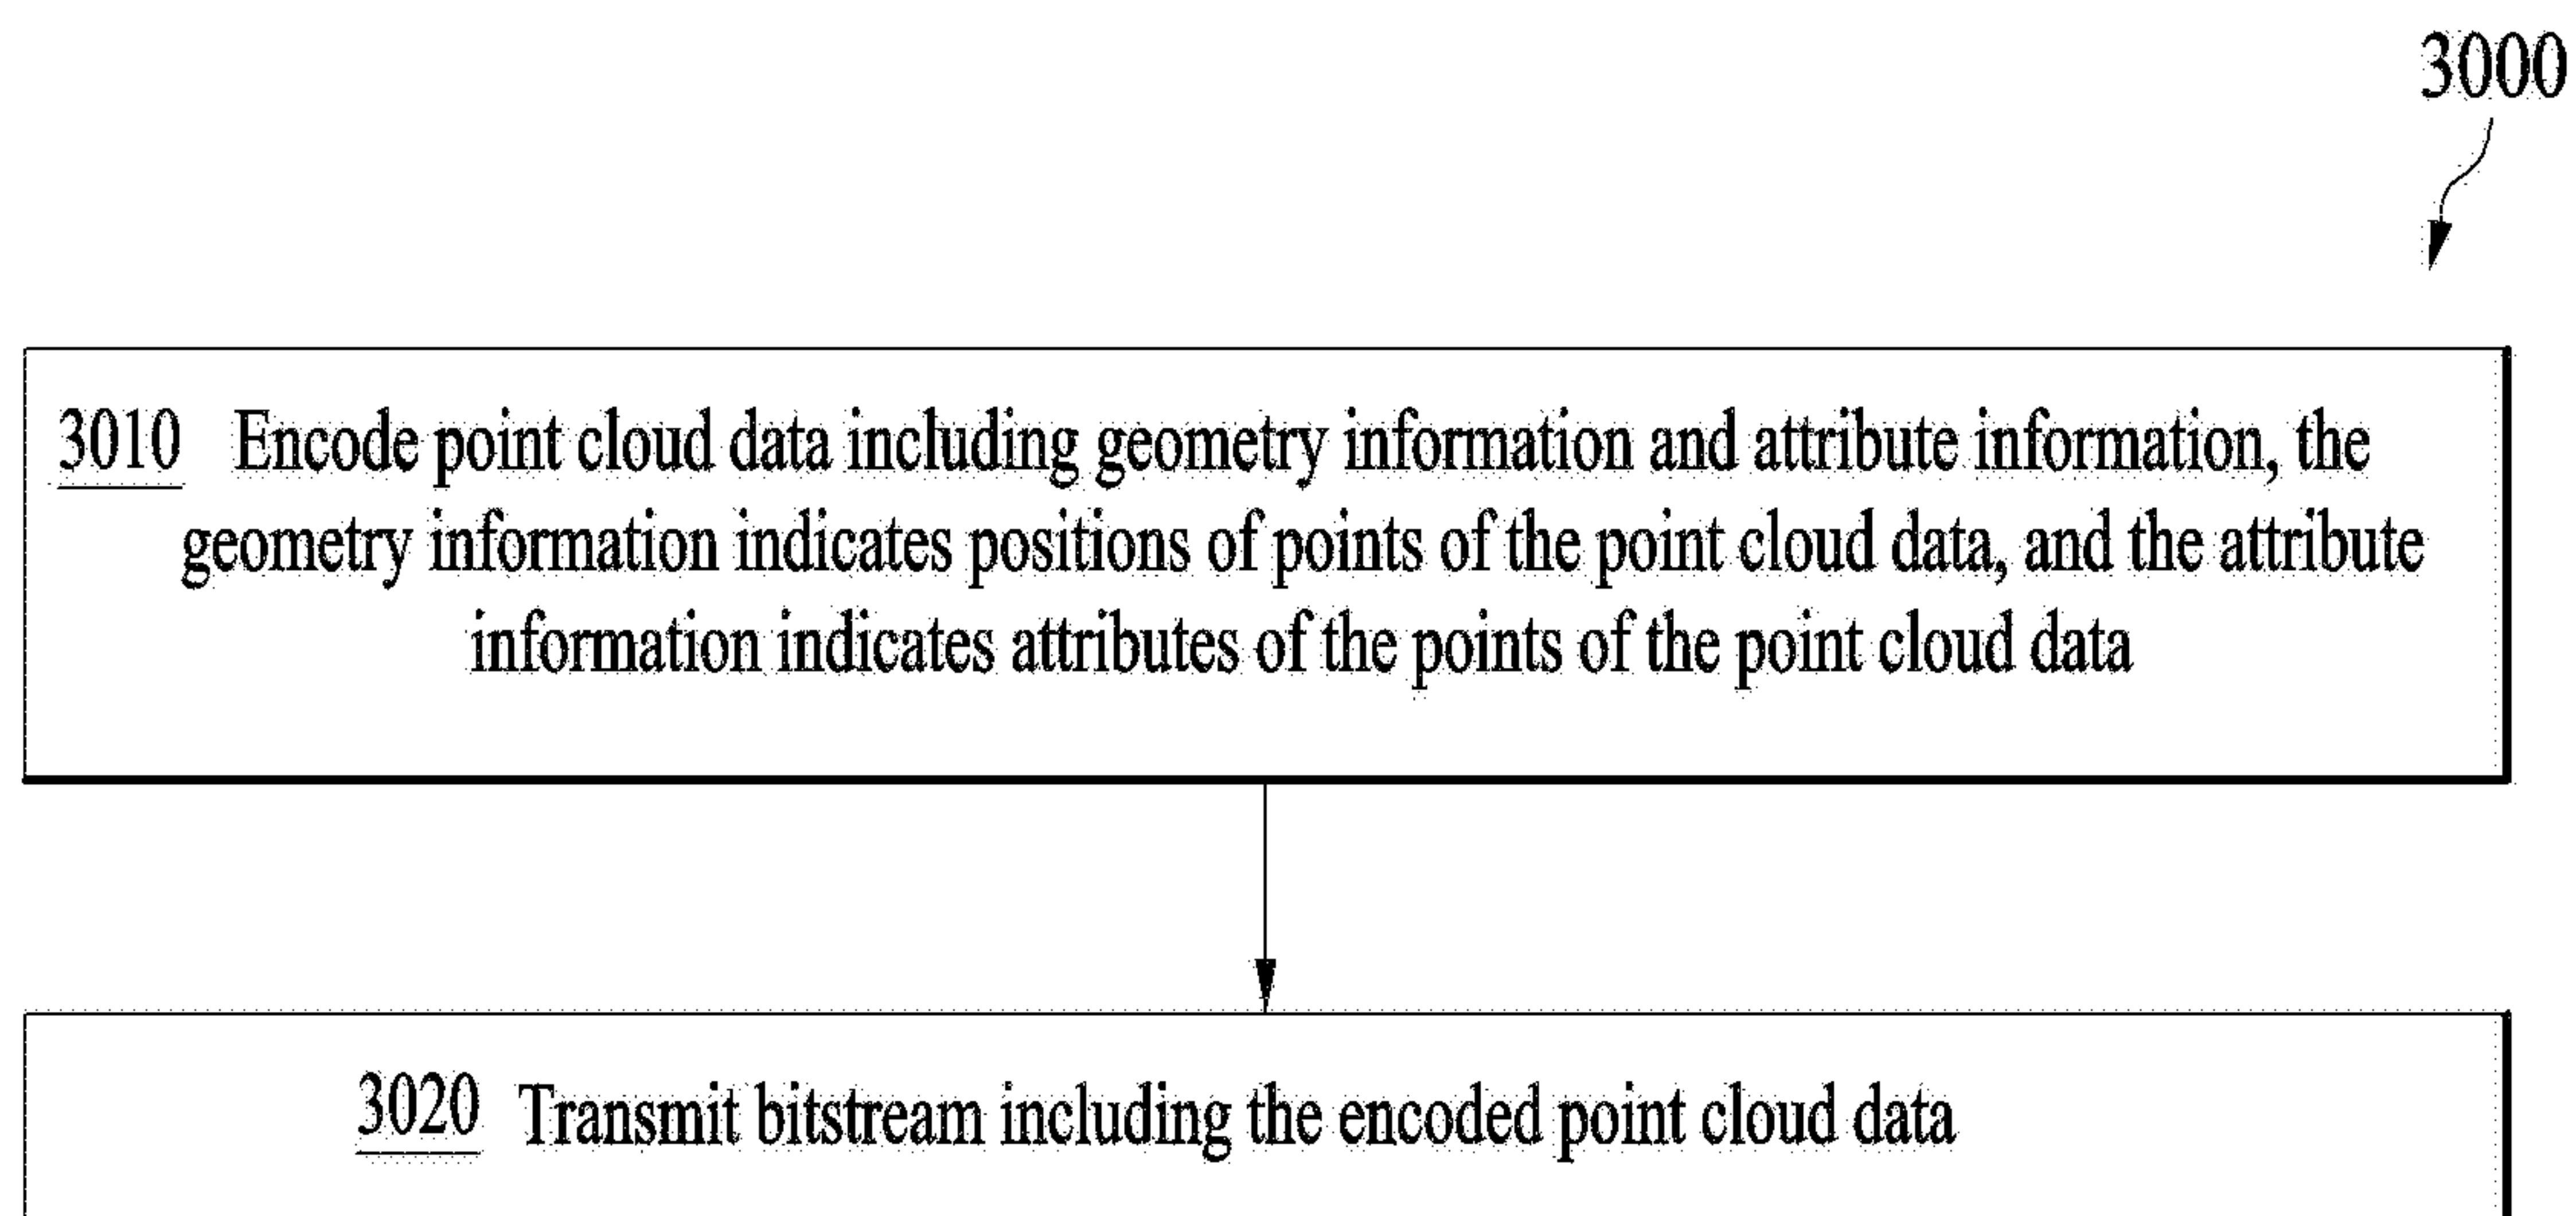 3000
3010 Encode point cloud data including geometry information and attribute information, the
geometry information indicates positions of points of the point cloud data, and the attribute
information indicates attributes of the points of the point cloud data
3020 Transmit bitstream including the encoded point cloud data